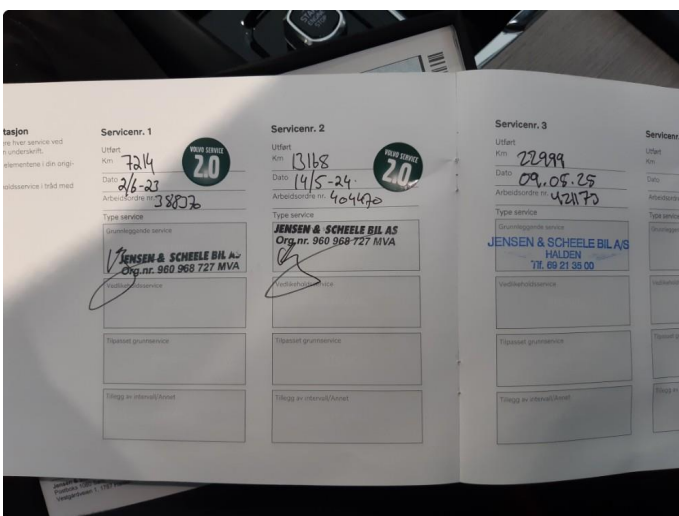 START
STOP
tasjon
re hver service ved
n underskrift.
elementene i din origi-
holdsservice i tråd med
Servicenr. 1
Utført
Km 7214
Dato 2/6-23
Arbeidsordre nr.
VOLVO SERVICE
2.0
Type service
Grunnleggende service
JENSEN & SCHEELE BIL
Org.nr. 960 968 727 MVA
Vedlikeholdsservice
Tilpasset grunnservice
Tillegg av intervall/Annet
Servicenr. 2
Utført
Km 13168
Dato 14/5-24.
Arbeidsordre nr. 404470
VOLVO SERVICE
2.0
Type service
JENSEN & SCHEELE BIL AS
Org.nr. 960 968 727 MVA
Vedlikeholdsservice
Tilpasset grunnservice
Tillegg av intervall/Annet
Servicenr. 3
Utført
Km 22999
Dato 09.05.25
Arbeidsordre nr. 421173
Type service
Grunnleggende service
JENSEN & SCHEELE BIL A/S
HALDEN
Tlf. 69 21 35 00
Vedlikeholdsservice
Tilpasset grunnservice
Tillegg av intervall/Annet
Servicenr.
Utført
Km
Dato
Arbeidsordre
Type service